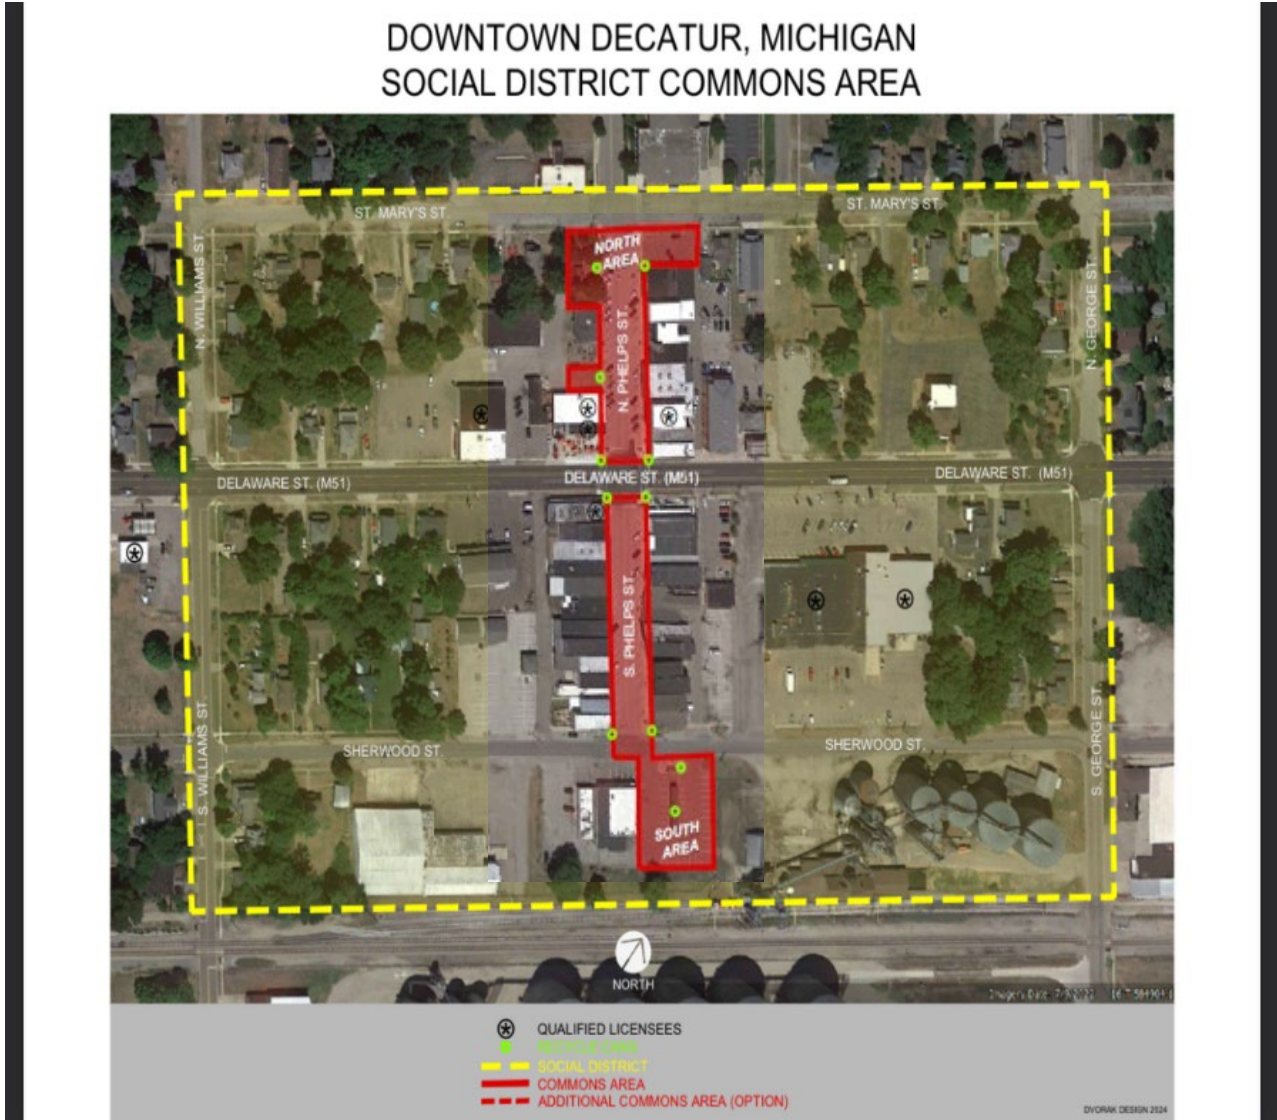 DOWNTOWN DECATUR, MICHIGAN
SOCIAL DISTRICT COMMONS AREA
ST. MARY'S ST.
ST. MARY'S ST.
N. WILLIAMS ST.
NORTH
AREA
N. PHELPS ST.
N. GEORGE ST.
DELAWARE ST. (M51)
DELAWARE ST. (M51)
DELAWARE ST. (M51)
S. PHELPS ST.
S. WILLIAMS ST.
SHERWOOD ST.
SHERWOOD ST.
S. GEORGE ST.
SOUTH
AREA
NORTH
QUALIFIED LICENSEES
RECYCLE CANS
SOCIAL DISTRICT
COMMONS AREA
ADDITIONAL COMMONS AREA (OPTION)
DVORAK DESIGN 2024